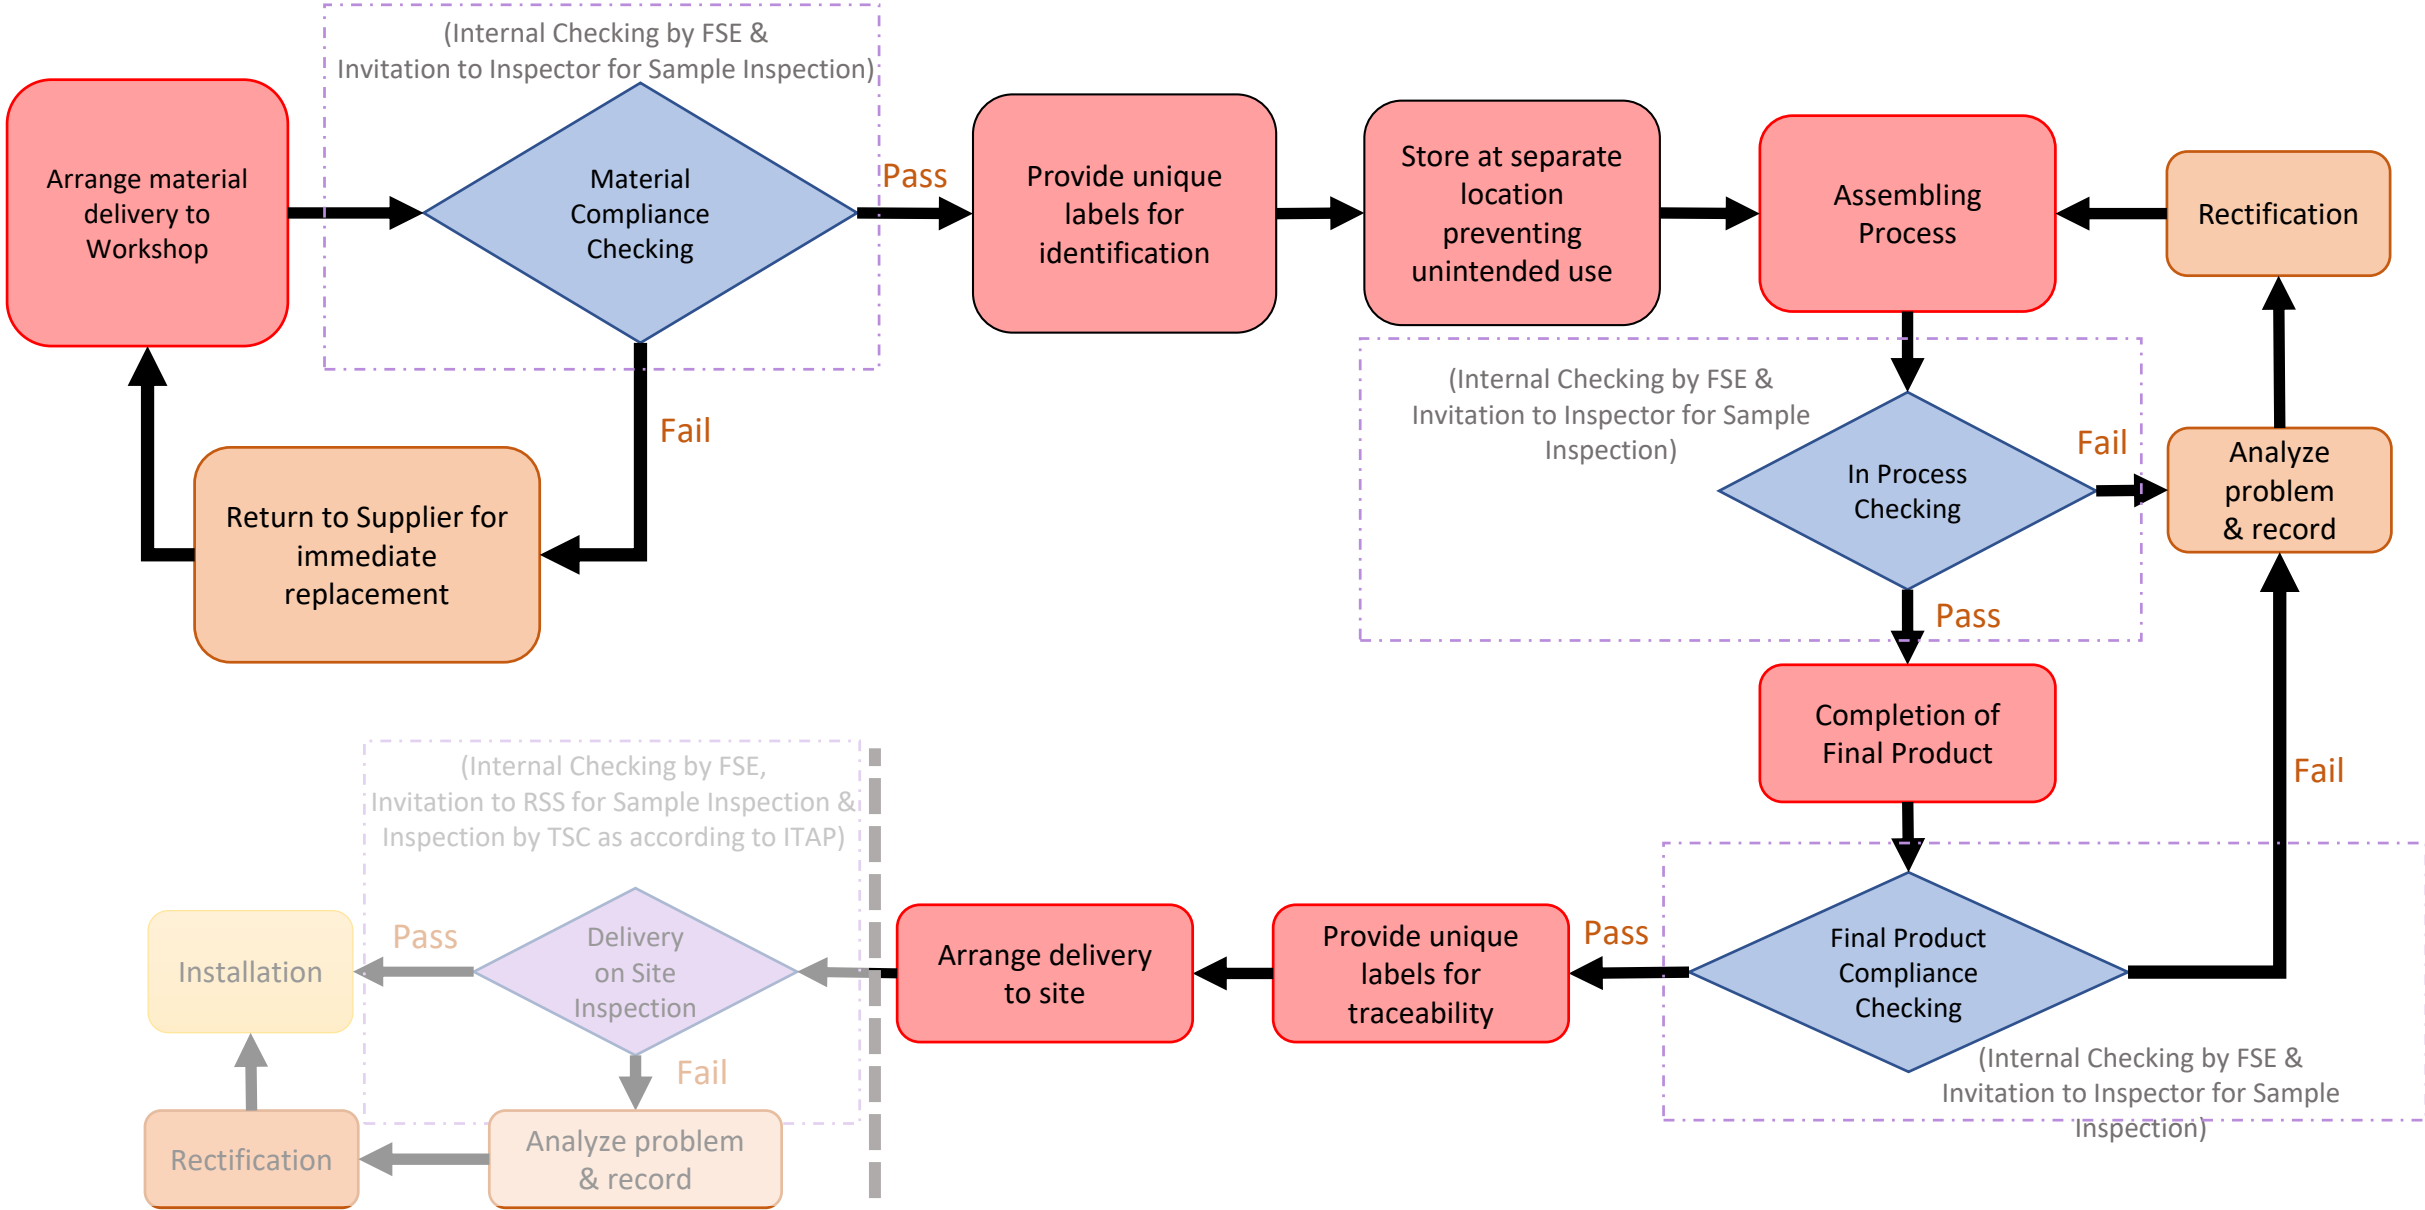 (Internal Checking by FSE &
Invitation to Inspector for Sample Inspection)
Arrange material
delivery to
Workshop
Material
Compliance
Checking
Pass
Provide unique
labels for
identification
Store at separate
location
preventing
unintended use
Assembling
Process
Rectification
Fail
Return to Supplier for
immediate
replacement
(Internal Checking by FSE &
Invitation to Inspector for Sample
Inspection)
In Process
Checking
Fail
Analyze
problem
& record
Pass
Completion of
Final Product
Fail
Final Product
Compliance
Checking
(Internal Checking by FSE &
Invitation to Inspector for Sample
Inspection)
Pass
Provide unique
labels for
traceability
Arrange delivery
to site
(Internal Checking by FSE,
Invitation to RSS for Sample Inspection &
Inspection by TSC as according to ITAP)
Delivery
on Site
Inspection
Pass
Installation
Fail
Analyze problem
& record
Rectification